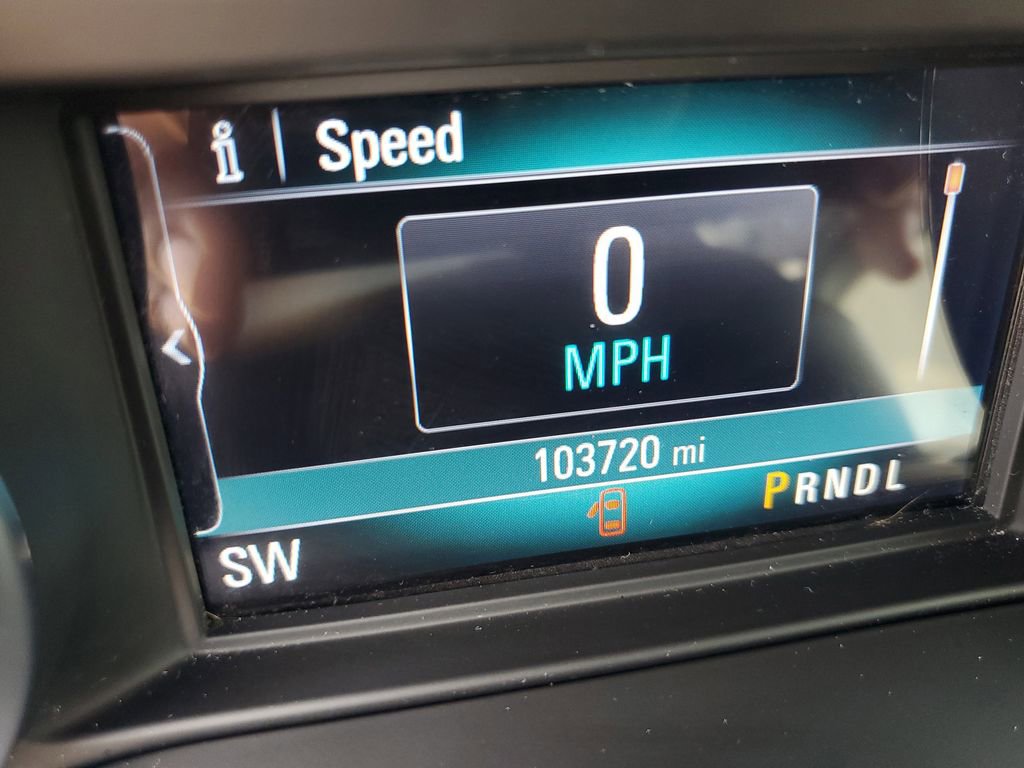 i Speed
0
MPH
103720 mi
PRNDL
SW